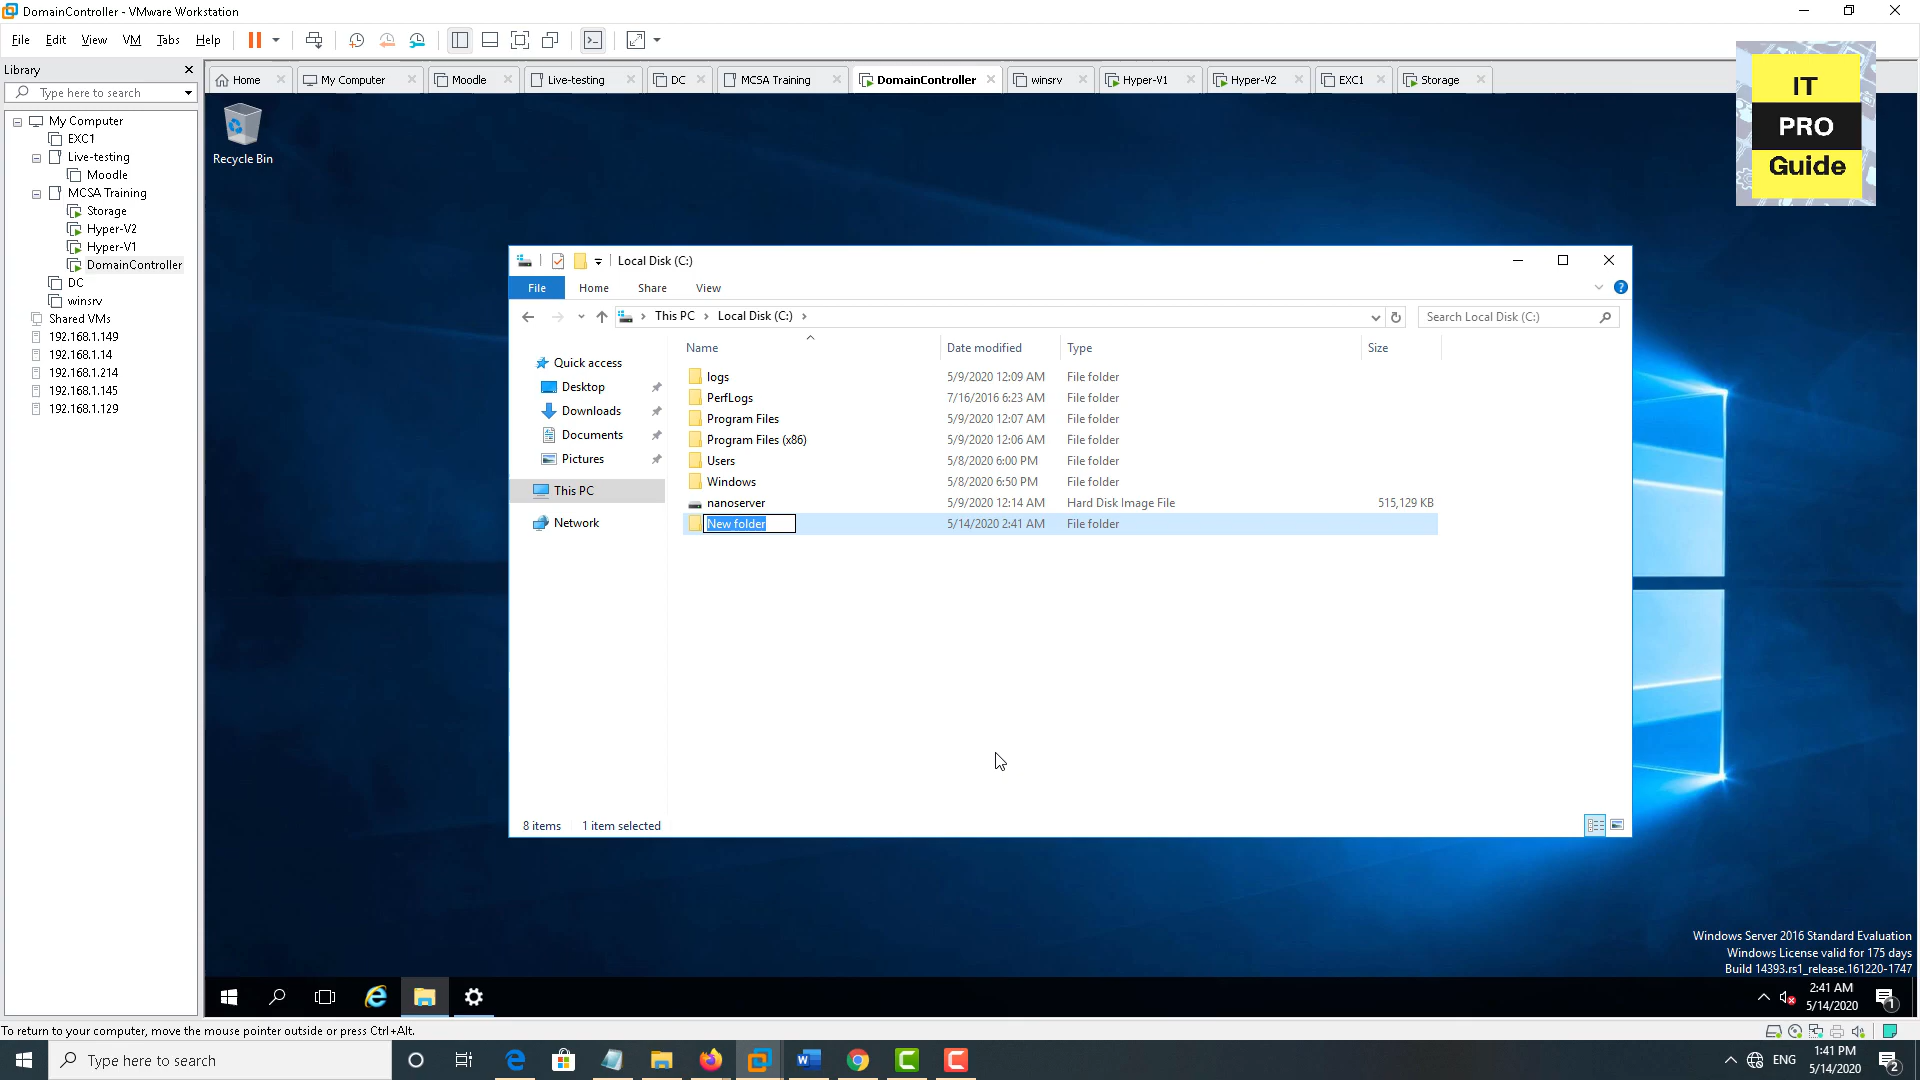 DomainController - VMware Workstation
File Edit View VM Tabs Help
Library
Type here to search
My Computer
EXC1
Live-testing
Moodle
MCSA Training
Storage
Hyper-V2
Hyper-V1
DomainController
DC
winsrv
Shared VMs
192.168.1.149
192.168.1.14
192.168.1.214
192.168.1.145
192.168.1.129
Home My Computer Moodle Live-testing DC MCSA Training DomainController winsrv Hyper-V1 Hyper-V2 EXC1 Storage
IT
PRO
Guide
Recycle Bin
Local Disk (C:)
File Home Share View
This PC Local Disk (C:)
Search Local Disk (C:)
Quick access
Desktop
Downloads
Documents
Pictures
This PC
Network
Name Date modified Type Size
logs 5/9/2020 12:09 AM File folder
PerfLogs 7/16/2016 6:23 AM File folder
Program Files 5/9/2020 12:07 AM File folder
Program Files (x86) 5/9/2020 12:06 AM File folder
Users 5/8/2020 6:00 PM File folder
Windows 5/8/2020 6:50 PM File folder
nanoserver 5/9/2020 12:14 AM Hard Disk Image File 515,129 KB
New folder 5/14/2020 2:41 AM File folder
8 items 1 item selected
Windows Server 2016 Standard Evaluation
Windows License valid for 175 days
Build 14393.rs1_release.161220-1747
2:41 AM
5/14/2020
1
To return to your computer, move the mouse pointer outside or press Ctrl+Alt.
Type here to search
ENG
1:41 PM
5/14/2020
2